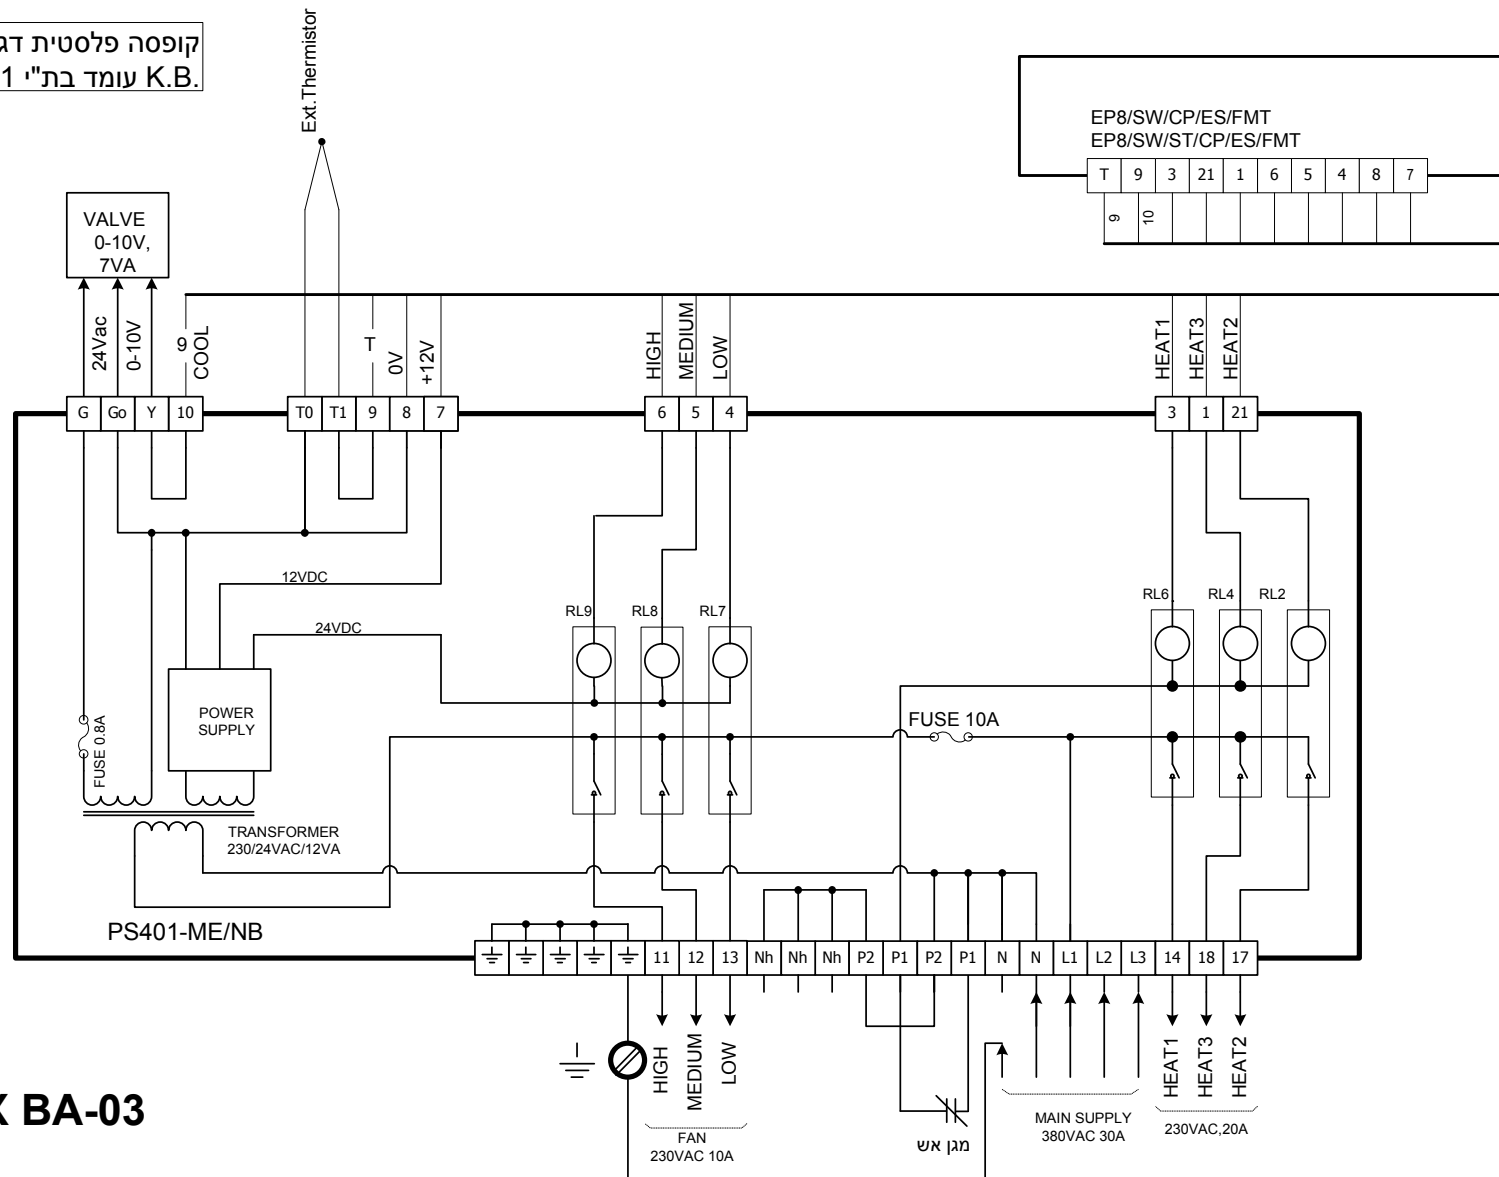 קופסה פלסטית דג
K.B. עומד בת"י 1
Ext.Thermistor
EP8/SW/CP/ES/FMT
EP8/SW/ST/CP/ES/FMT
T 9 3 21 1 6 5 4 8 7
9 10
VALVE
0-10V,
7VA
24Vac
0-10V
9
COOL
T
0V
+12V
HIGH
MEDIUM
LOW
HEAT1
HEAT3
HEAT2
G Go Y 10 T0 T1 9 8 7 6 5 4 3 1 21
12VDC
24VDC
RL9 RL8 RL7
RL6 RL4 RL2
POWER
SUPPLY
FUSE 0.8A
FUSE 10A
TRANSFORMER
230/24VAC/12VA
PS401-ME/NB
11 12 13 Nh Nh Nh P2 P1 P2 P1 N N L1 L2 L3 14 18 17
HIGH
MEDIUM
LOW
FAN
230VAC 10A
מגן אש
MAIN SUPPLY
380VAC 30A
HEAT1
HEAT3
HEAT2
230VAC,20A
X BA-03